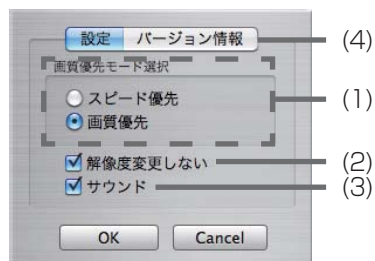 設定 バージョン情報 (4)
画質優先モード選択
スピード優先 (1)
画質優先
解像度変更しない (2)
サウンド (3)
OK Cancel